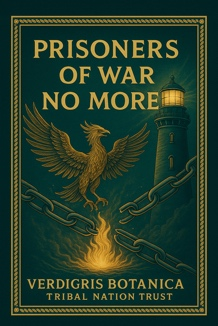 PRISONERS
OF WAR
NO MORE
VERDIGRIS BOTANICA
TRIBAL NATION TRUST